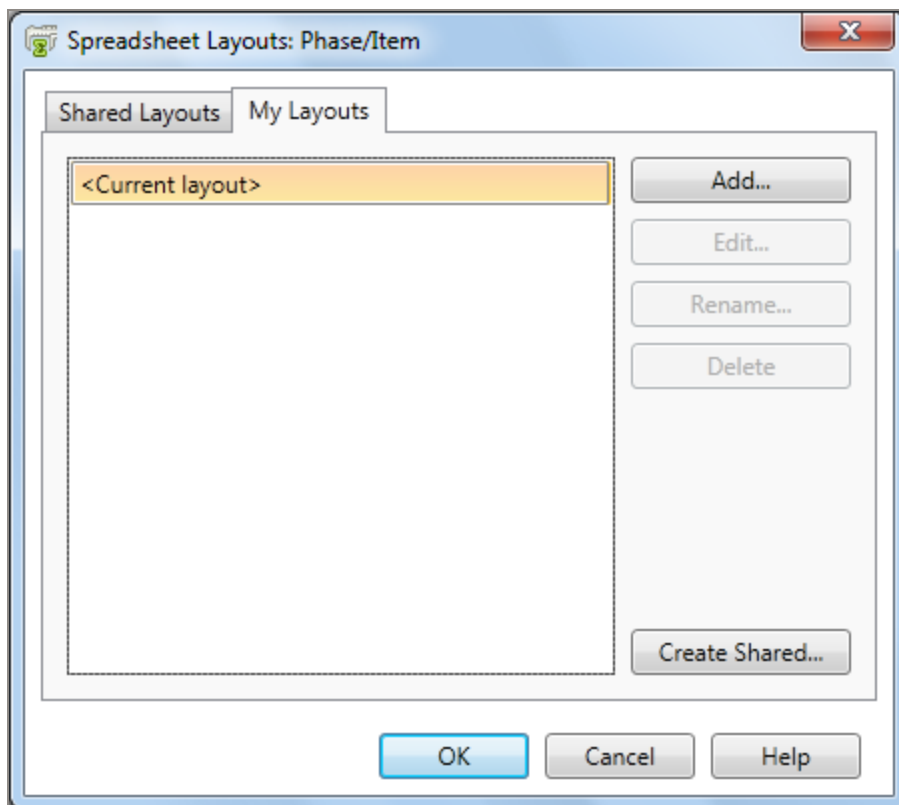 Spreadsheet Layouts: Phase/Item
Shared Layouts
My Layouts
<Current layout>
Add...
Edit...
Rename...
Delete
Create Shared...
OK
Cancel
Help